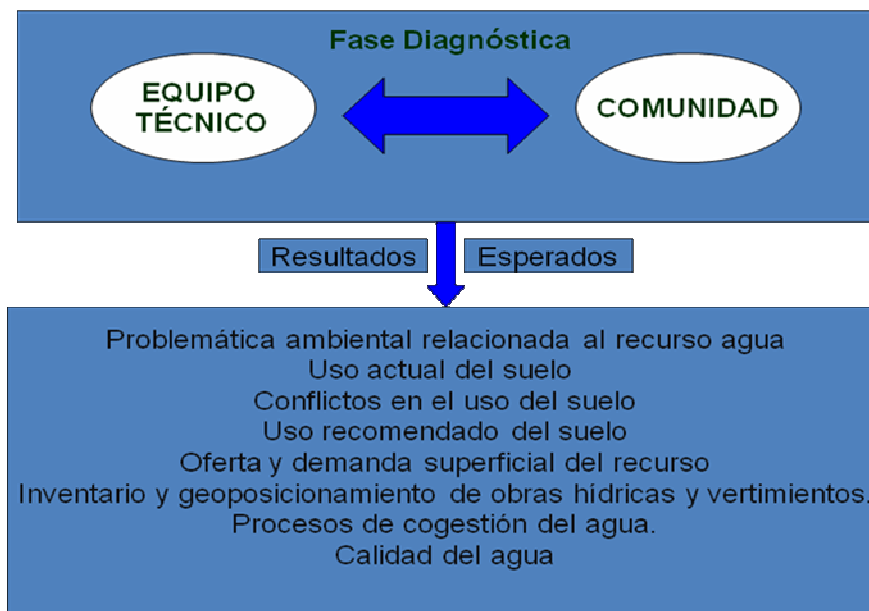 Fase Diagnóstica
EQUIPO
TÉCNICO
COMUNIDAD
Resultados
Esperados
Problemática ambiental relacionada al recurso agua
Uso actual del suelo
Conflictos en el uso del suelo
Uso recomendado del suelo
Oferta y demanda superficial del recurso
Inventario y geoposicionamiento de obras hídricas y vertimientos.
Procesos de cogestión del agua.
Calidad del agua